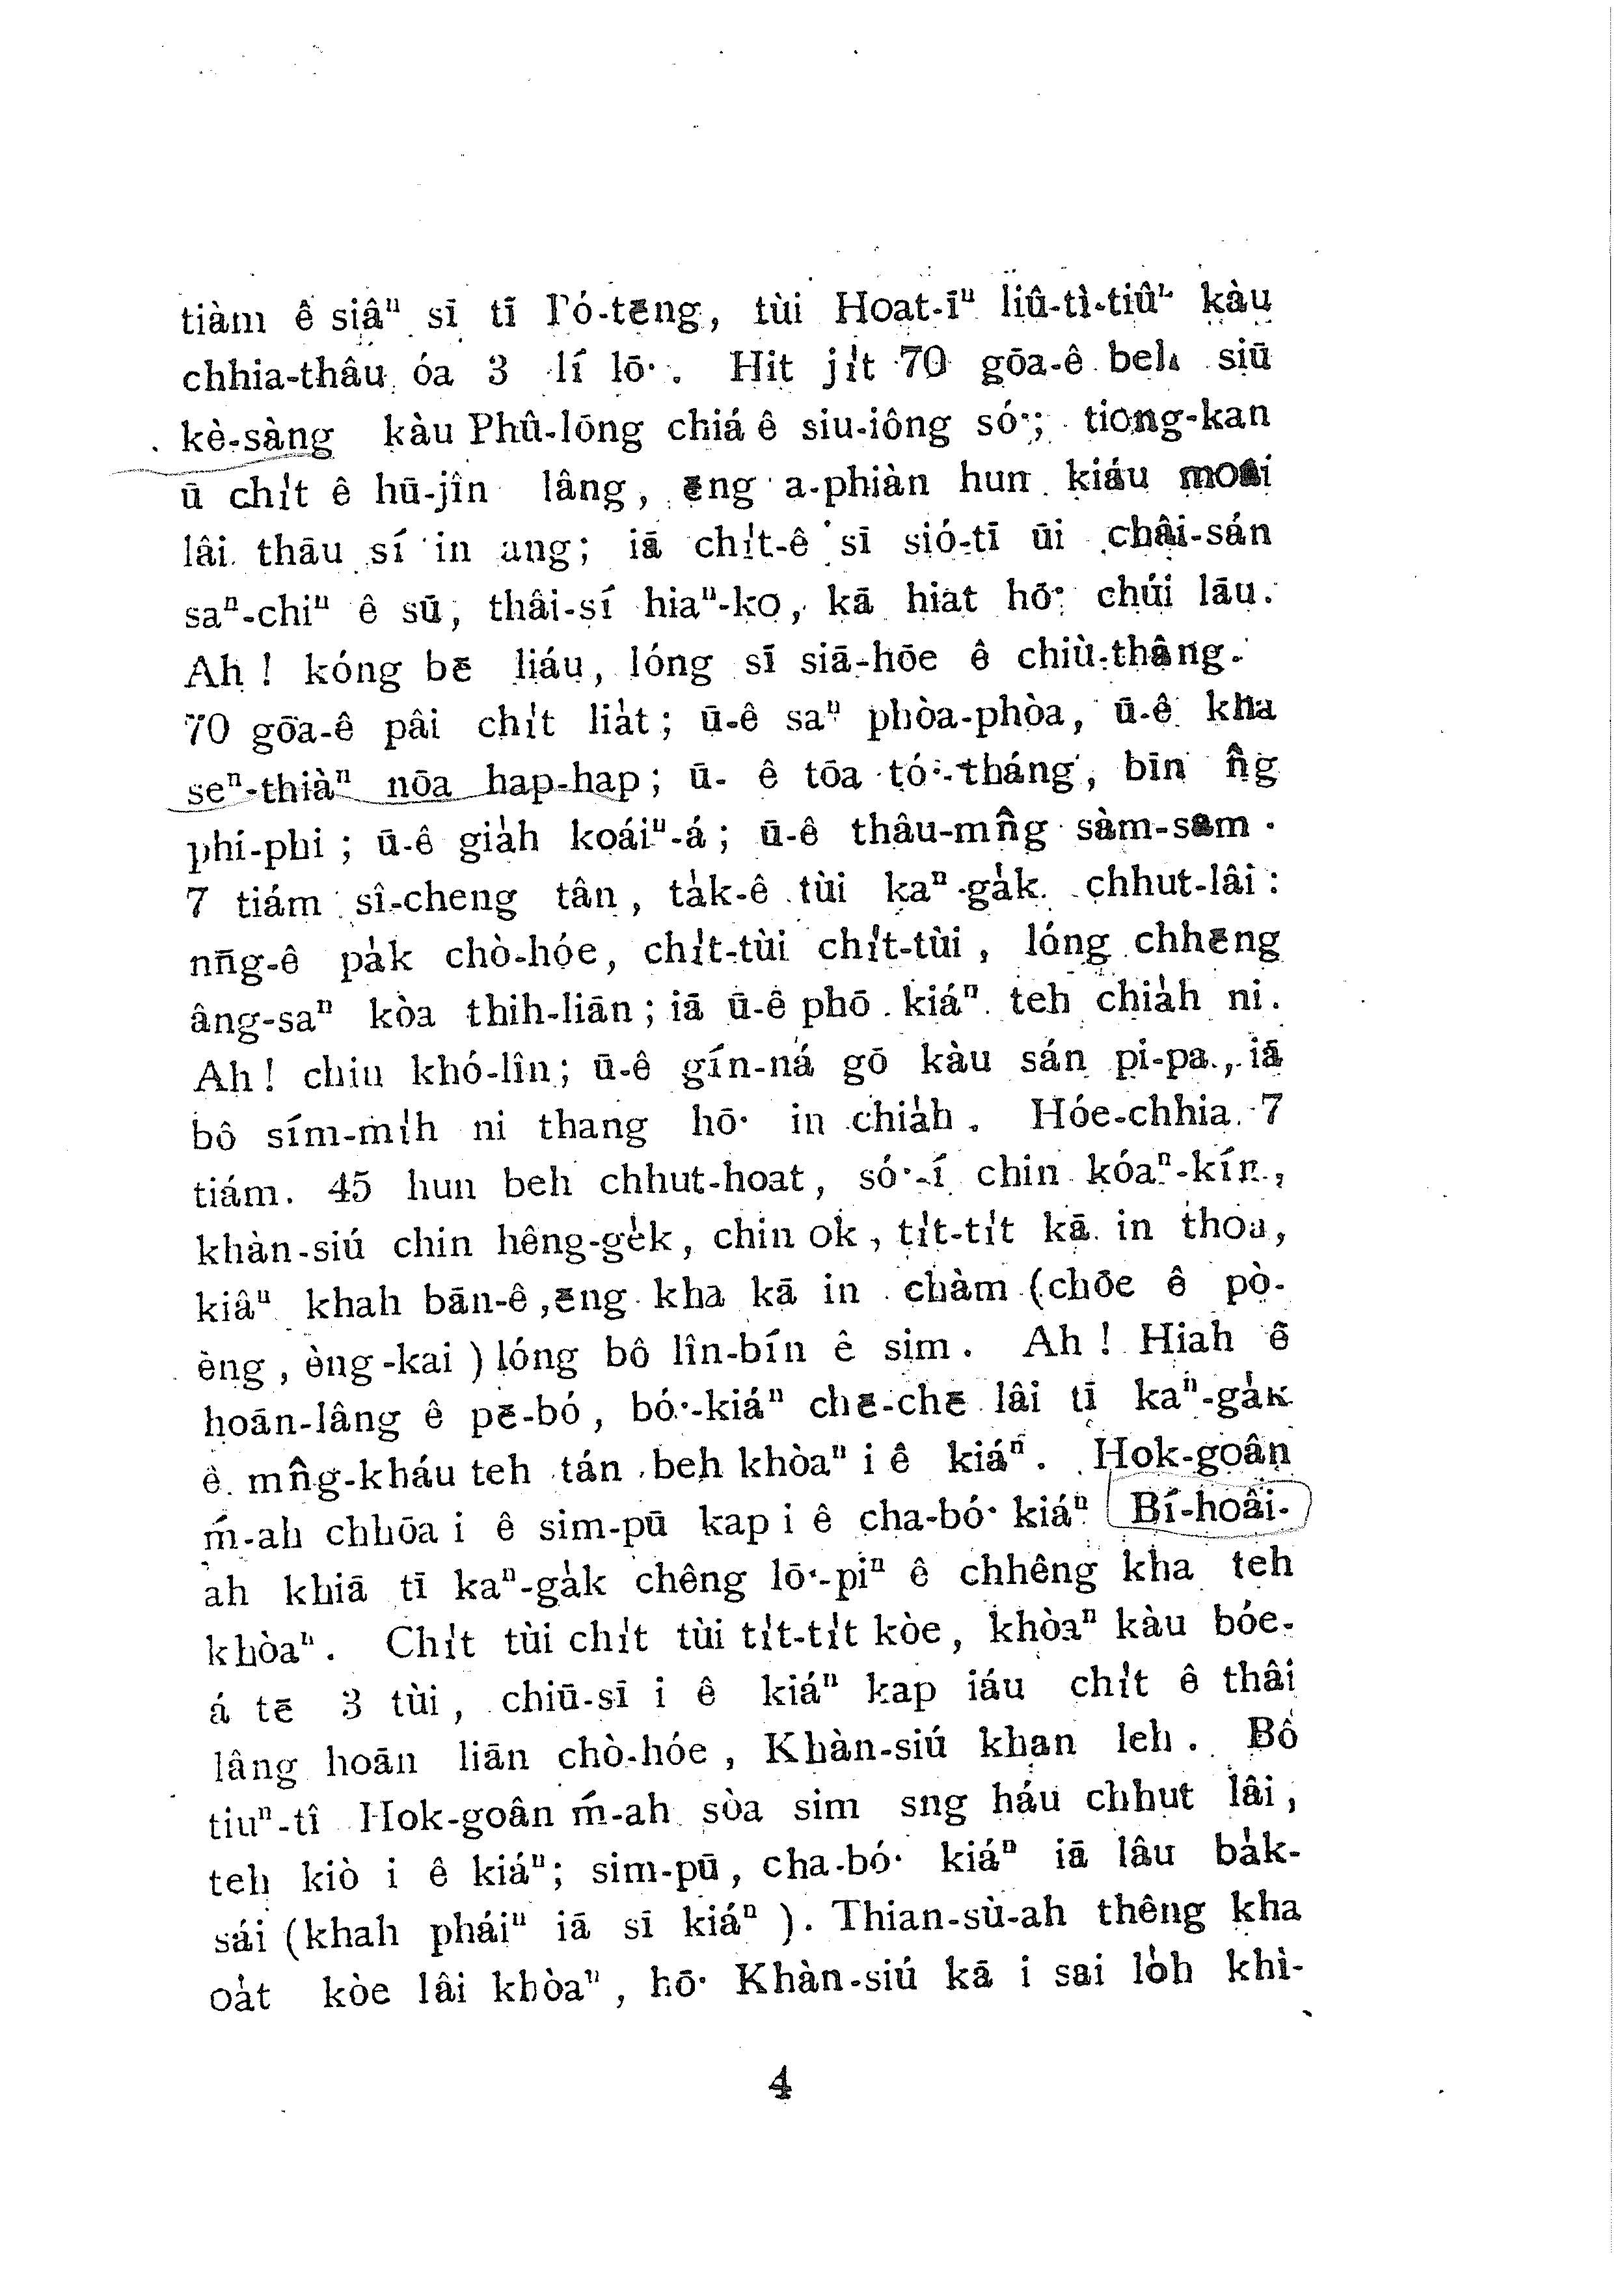 tiàm ê siâⁿ sī tī Pó-tēng, tùi Hoat-īⁿ liû-tì-tiûⁿ kàu
chhia-thâu óa 3 lí lō͘. Hit ji̍t 70 gōa-ê beh siū
kè-sàng kàu Phû-lōng chiá ê siu-iông só͘; tiong-kan
ū chi̍t ê hū-jîn lâng, ēng a-phiàn hun kiáu moâi
lâi thāu sí in ang; iā chi̍t-ê sī sió-tī ūi châi-sán
saⁿ-chiⁿ ê sū, thâi-sí hiaⁿ-ko, kā hiat hō͘ chúi lāu.
Ah! kóng bē liáu, lóng sī siā-hōe ê chiù-thâng.
70 gōa-ê pâi chi̍t lia̍t; ū-ê saⁿ phòa-phòa, ū-ê kha
seⁿ-thiàⁿ nōa hap-hap; ū- ê tōa tó͘-tháng, bīn n̂g
phí-phi; ū-ê gia̍h koáiⁿ-á; ū-ê thâu-mn̂g sàm-sam.
7 tiám sî-cheng tân, ta̍k-ê tùi kaⁿ-ga̍k chhut-lâi:
nn̄g-ê pa̍k chò-hóe, chi̍t-tùi chi̍t-tùi, lóng chhēng
âng-saⁿ kòa thih-liān; iā ū-ê phō kiáⁿ teh chia̍h ni.
Ah! chin khó-lîn; ū-ê gín-ná gō kàu sán pi-pa, iā
bô sím-mi̍h ni thang hō͘ in chia̍h. Hóe-chhia 7
tiám 45 hun beh chhut-hoat, só͘-í chin kóaⁿ-kín,
khàn-siú chin hêng-ge̍k, chin ok, ti̍t-ti̍t kā in thoa,
kiâⁿ khah bān-ê, ēng kha kā in chàm (chōe ê pò-
èng, èng-kai) lóng bô lîn-bín ê sim. Ah! Hiah ê
hoān-lâng ê pē-bó, bó͘-kiáⁿ chē-chē lâi tī kaⁿ-ga̍k
ê mn̂g-kháu teh tán beh khòaⁿ i ê kiáⁿ. Hok-goân
ḿ-ah chhōa i ê sim-pū kap i ê cha-bó͘ kiáⁿ Bí-hoâi-
ah khiā tī kaⁿ-ga̍k chêng lō͘-piⁿ ê chhêng kha teh
khòaⁿ. Chi̍t tùi chi̍t tùi ti̍t-ti̍t kòe, khòaⁿ kàu bóe-
á tē 3 tùi, chiū-sī i ê kiáⁿ kap iáu chi̍t ê thâi
lâng hoān liān chò-hóe, Khàn-siú khan leh. Bô
tiuⁿ-tî Hok-goân ḿ-ah sòa sim sng háu chhut lâi,
teh kiò i ê kiáⁿ; sim-pū, cha-bó͘ kiáⁿ iā lâu ba̍k-
sái (khah pháiⁿ iā sī kiáⁿ). Thian-sù-ah thêng kha
oa̍t kòe lâi khòaⁿ, hō͘ Khàn-siú kā i sai lo̍h khì-
4